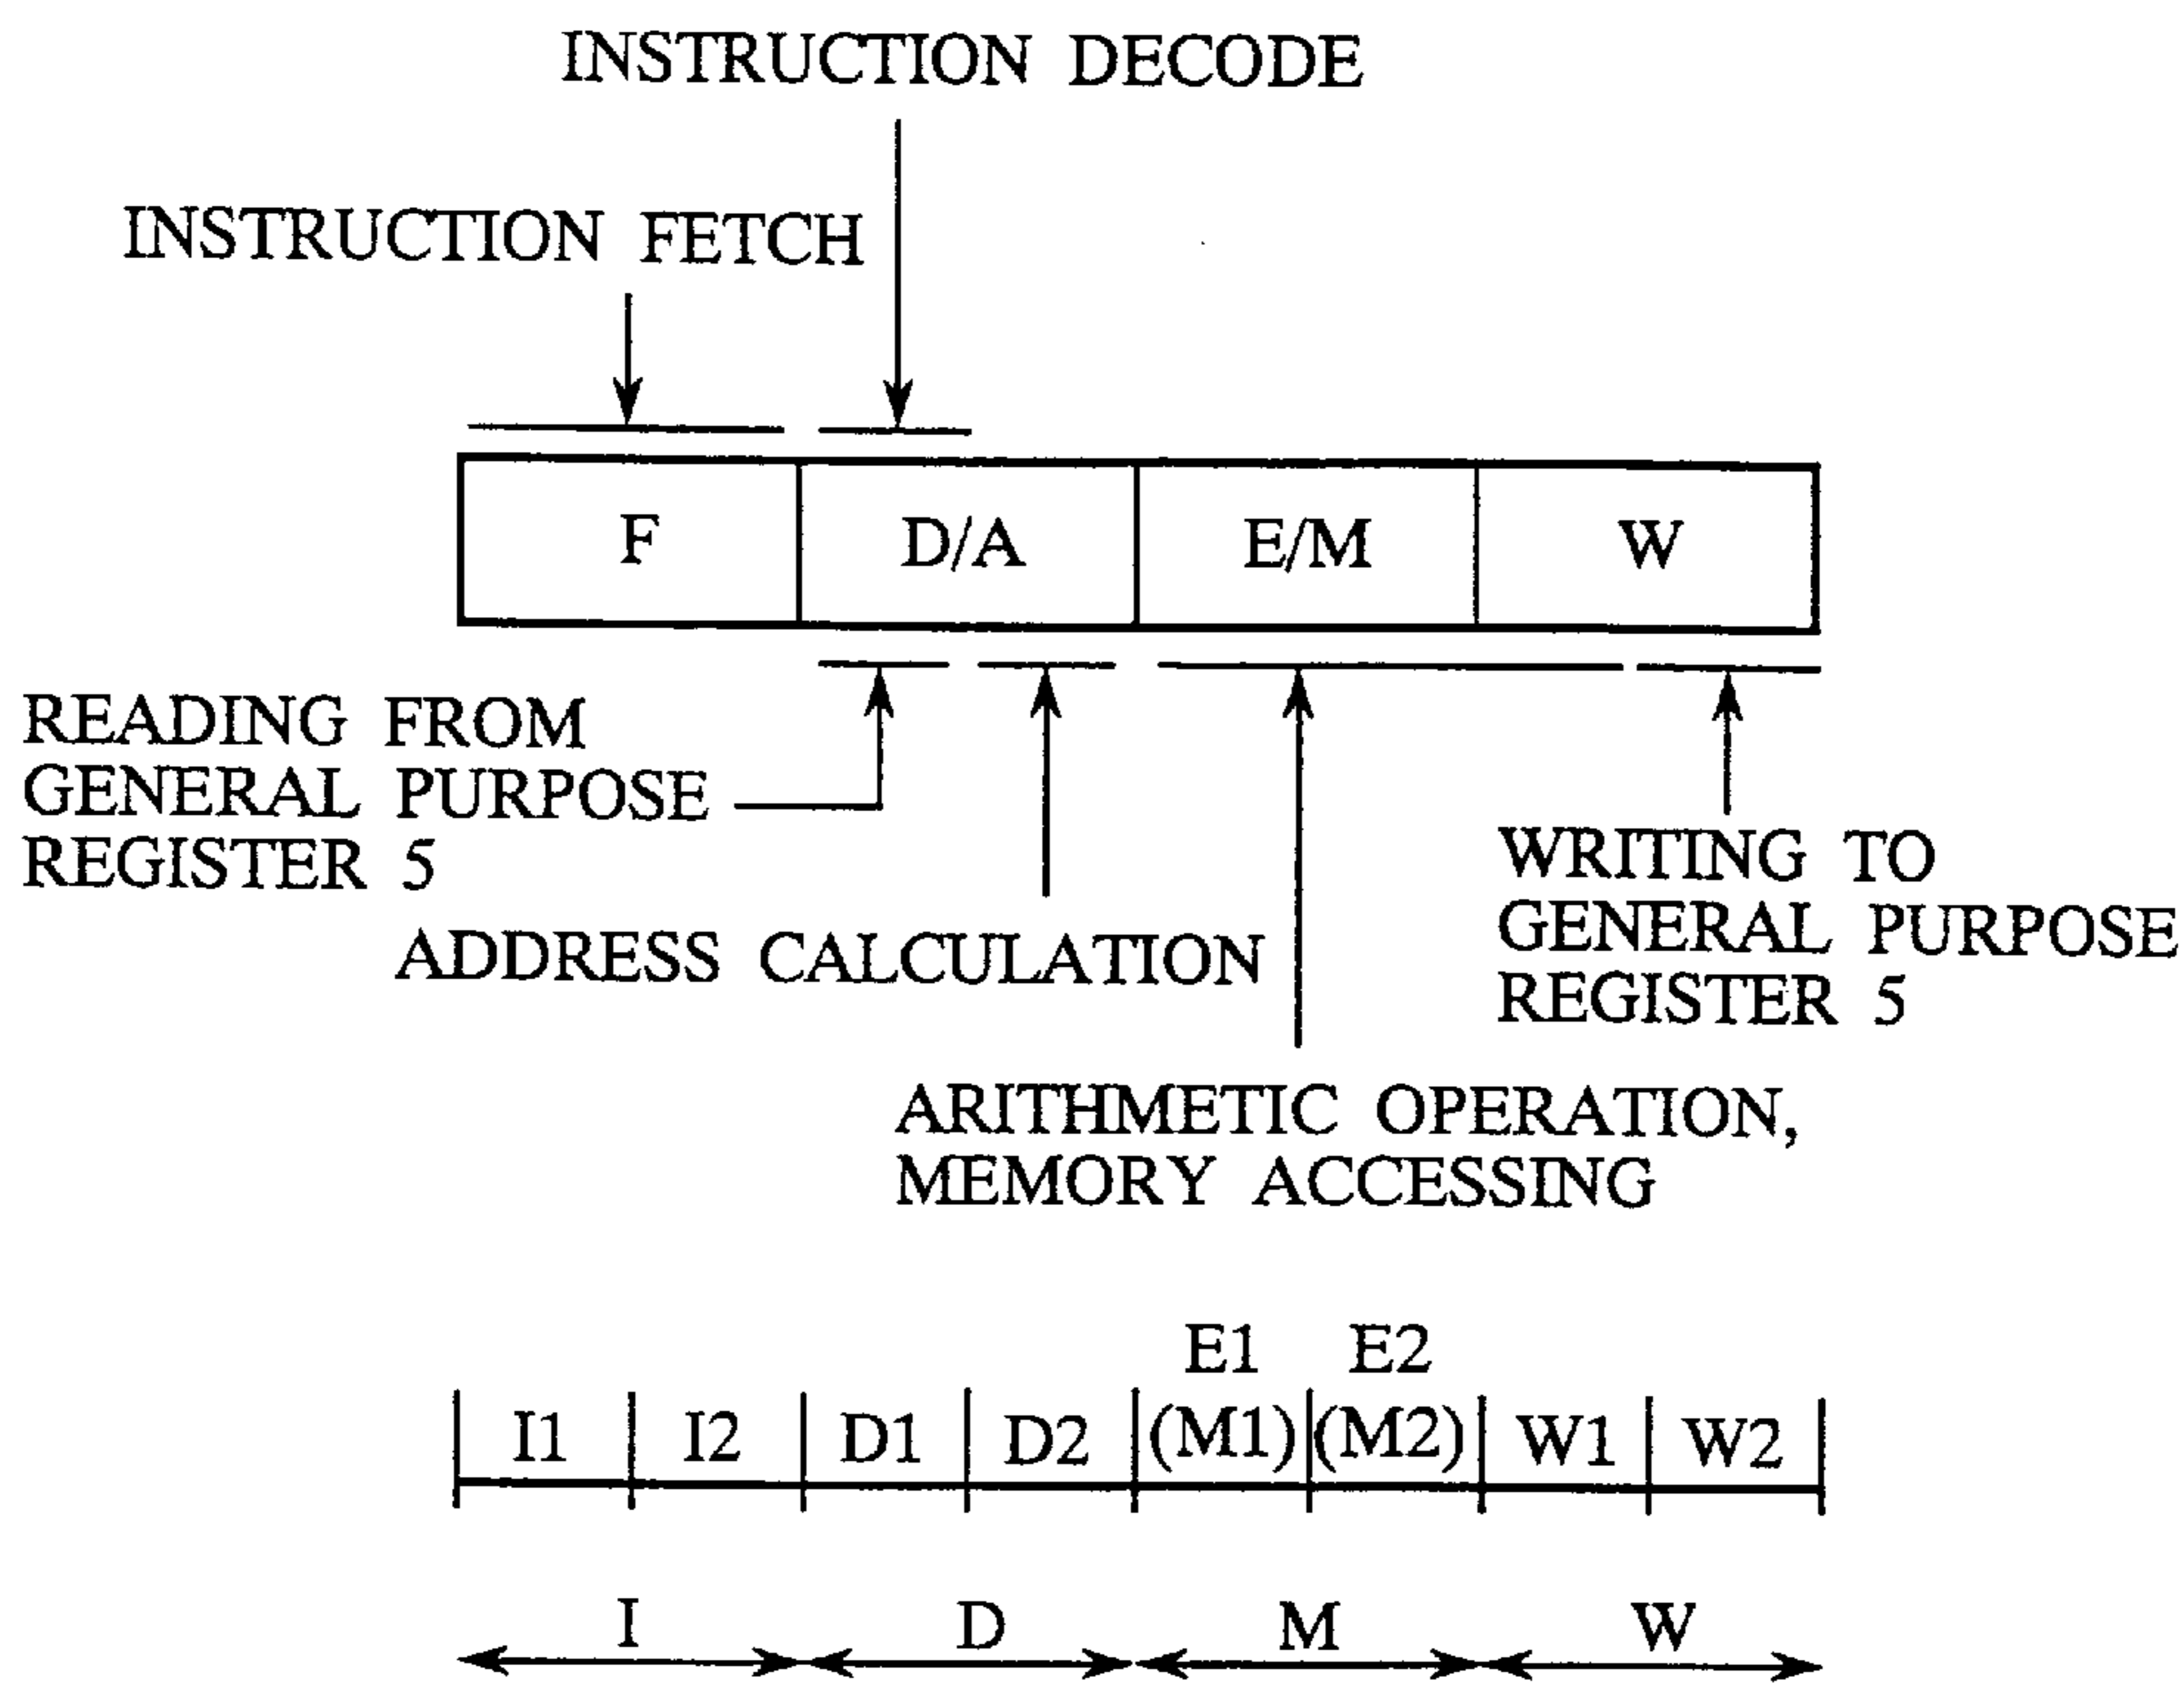 INSTRUCTION DECODE
INSTRUCTION FETCH
F D/A E/M W
READING FROM
GENERAL PURPOSE
REGISTER 5
ADDRESS CALCULATION
WRITING TO
GENERAL PURPOSE
REGISTER 5
ARITHMETIC OPERATION,
MEMORY ACCESSING
E1 E2
I1 I2 D1 D2 (M1) (M2) W1 W2
I D M W